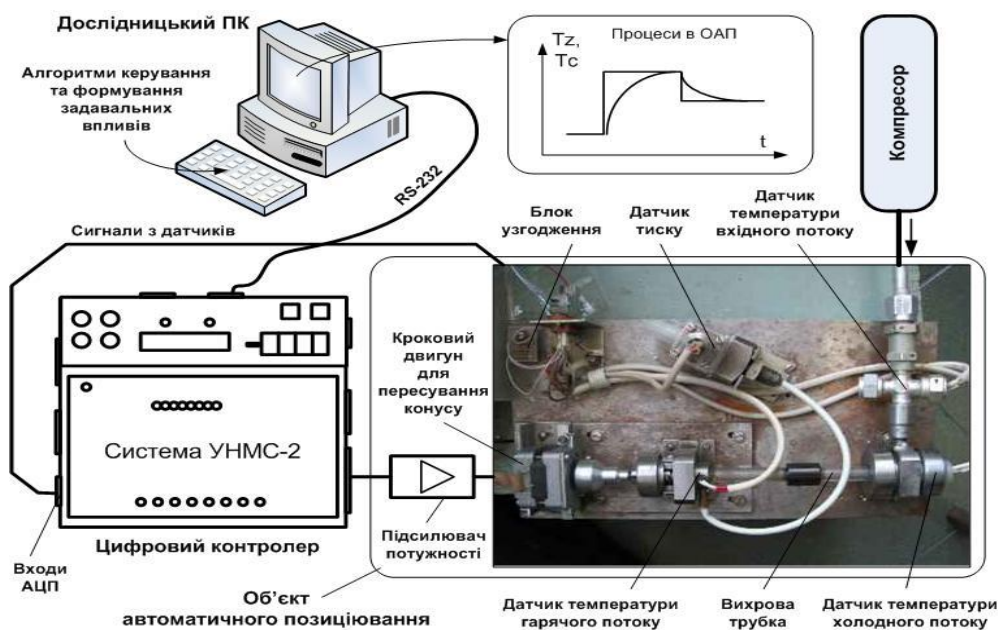 Дослідницький ПК
Алгоритми керування
та формування
задавальних
впливів
RS-232
Tz,
Tc
Процеси в ОАП
t
Компресор
Сигнали з датчиків
Блок
узгодження
Датчик
тиску
Датчик
температури
вхідного потоку
Кроковий
двигун
для
пересування
конусу
Система УНМС-2
Цифровий контролер
Входи
АЦП
Підсилювач
потужності
Об’єкт
автоматичного позиціювання
Датчик температури
гарячого потоку
Вихрова
трубка
Датчик температури
холодного потоку